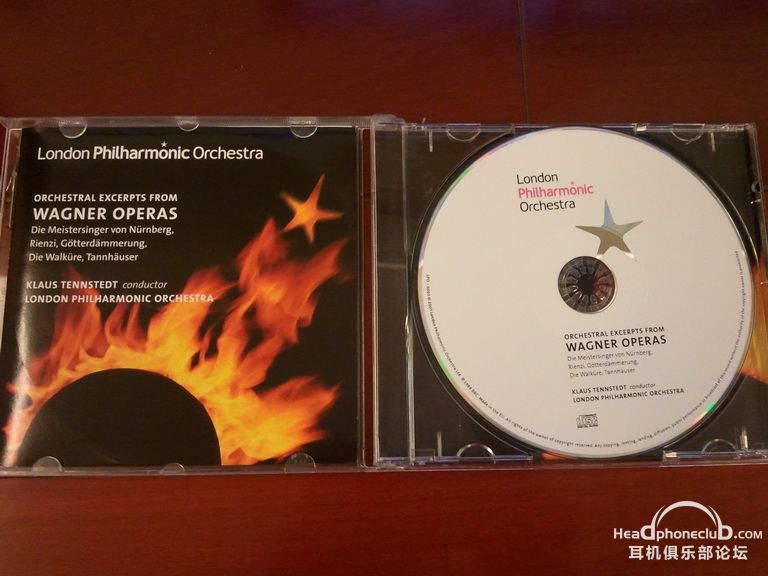 London Philharmonic Orchestra
ORCHESTRAL EXCERPTS FROM
WAGNER OPERAS
Die Meistersinger von Nürnberg,
Rienzi, Götterdämmerung,
Die Walküre, Tannhäuser
KLAUS TENNSTEDT conductor
LONDON PHILHARMONIC ORCHESTRA
London
Philharmonic
Orchestra
ORCHESTRAL EXCERPTS FROM
WAGNER OPERAS
Die Meistersinger von Nürnberg,
Rienzi, Götterdämmerung,
Die Walküre, Tannhäuser
KLAUS TENNSTEDT conductor
LONDON PHILHARMONIC ORCHESTRA
Headphoneclub.com
耳机俱乐部论坛